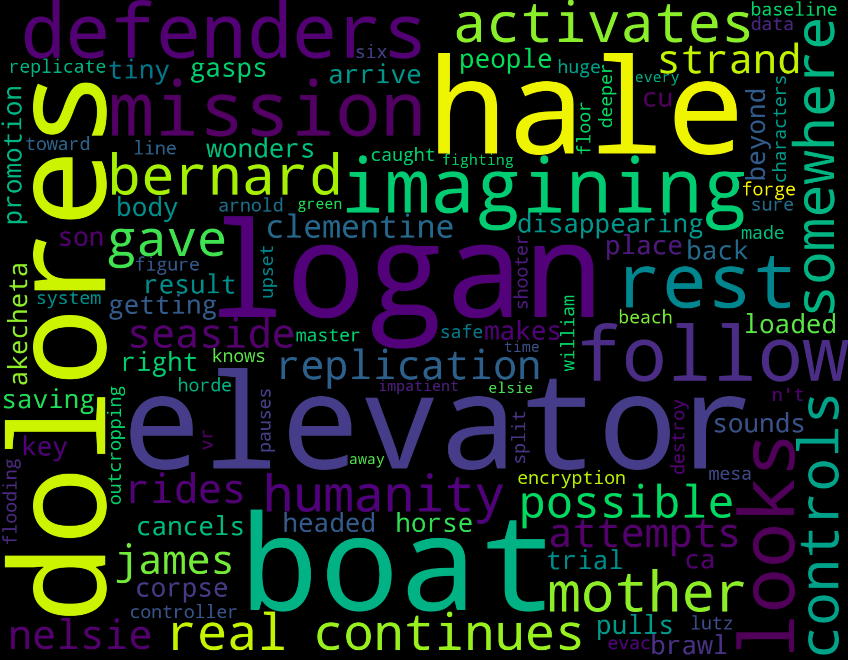 defenders
activates
six
baseline
data
replicate
tiny
gasps
arrive
people
huge
every
strand
hale
somewhere
dolores
mission
deeper
cu
floor
beyond
characters
promotion
toward
line
wonders
caught
fighting
bernard
imagining
forge
body
arnold
green
sure
clementine
disappearing
made
son
gave
logan
place
back
figure
upset
shooter
akecheta
system
result
rest
getting
seaside
master
safe
makes
william
beach
loaded
right
knows
replication
time
follow
horde
impatient
elsie
n't
saving
outcropping
elevator
pauses
split
sounds
controls
key
vr
away
destroy
looks
flooding
rides
humanity
encryption
mesa
possible
cancels
headed
horse
boat
attempts
james
trial
ca
corpse
mother
controller
nelsie
real
continues
pulls
lutz
evac
brawl